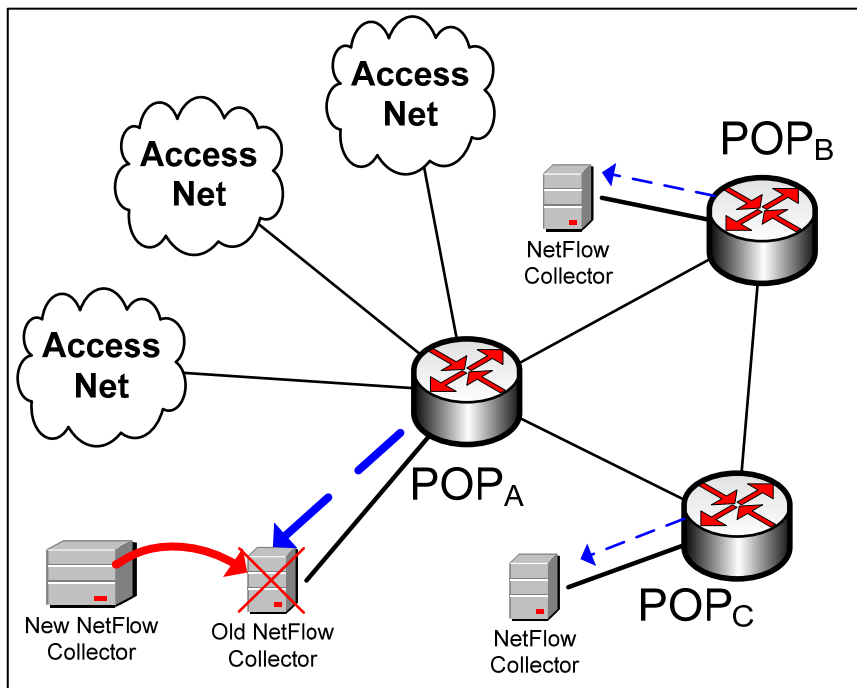 Access
Net
Access
Net
Access
Net
POPB
NetFlow
Collector
POPA
New NetFlow
Collector
Old NetFlow
Collector
NetFlow
Collector
POPC